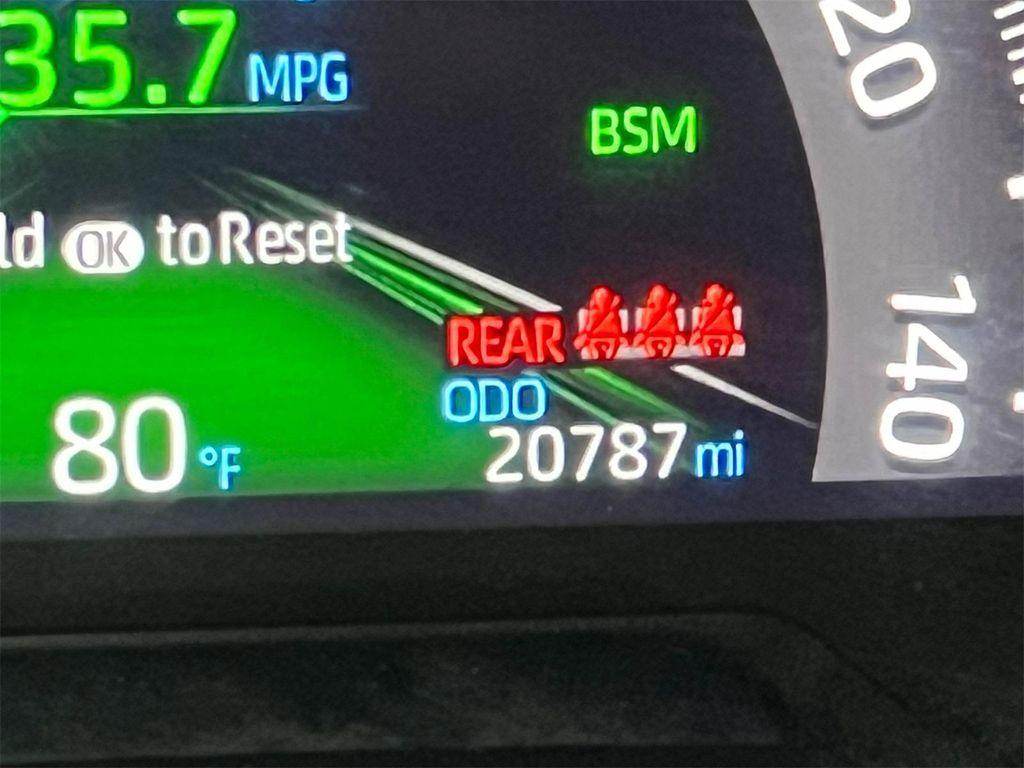 35.7 MPG
BSM
ld OK to Reset
REAR
ODO
80 °F
20787 mi
20
140